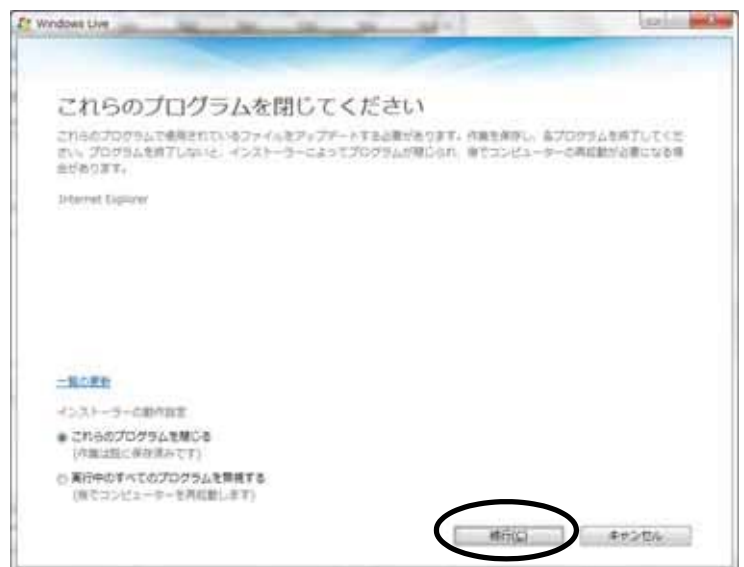 Windows Live
これらのプログラムを閉じてください
これらのプログラムで使用されているファイルをアップデートする必要があります。作業を保存し、各プログラムを終了してくだ
さい。プログラムを終了しないと、インストーラーによってプログラムが閉じられ、後でコンピューターの再起動が必要になる場
合があります。
Internet Explorer
一覧の更新
インストーラーの動作設定
これらのプログラムを閉じる
(作業は既に保存済みです)
実行中のすべてのプログラムを無視する
(後でコンピューターを再起動します)
続行(C) キャンセル